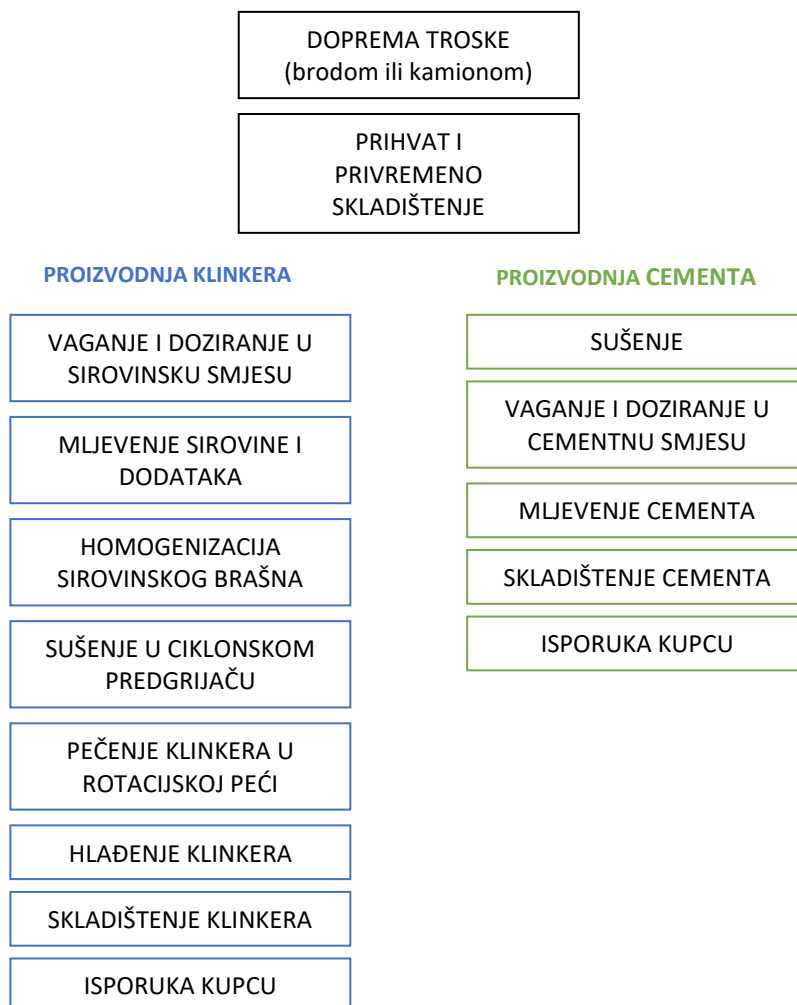 DOPREMA TROSKE
(brodom ili kamionom)
PRIHVAT I
PRIVREMENO
SKLADIŠTENJE
PROIZVODNJA KLINKERA
VAGANJE I DOZIRANJE U
SIROVINSKU SMJESU
MLJEVENJE SIROVINE I
DODATAKA
HOMOGENIZACIJA
SIROVINSKOG BRAŠNA
SUŠENJE U CIKLONSKOM
PREDGRIJAČU
PEČENJE KLINKERA U
ROTACIJSKOJ PEĆI
HLAĐENJE KLINKERA
SKLADIŠTENJE KLINKERA
ISPORUKA KUPCU
PROIZVODNJA CEMENTA
SUŠENJE
VAGANJE I DOZIRANJE U
CEMENTNU SMJESU
MLJEVENJE CEMENTA
SKLADIŠTENJE CEMENTA
ISPORUKA KUPCU